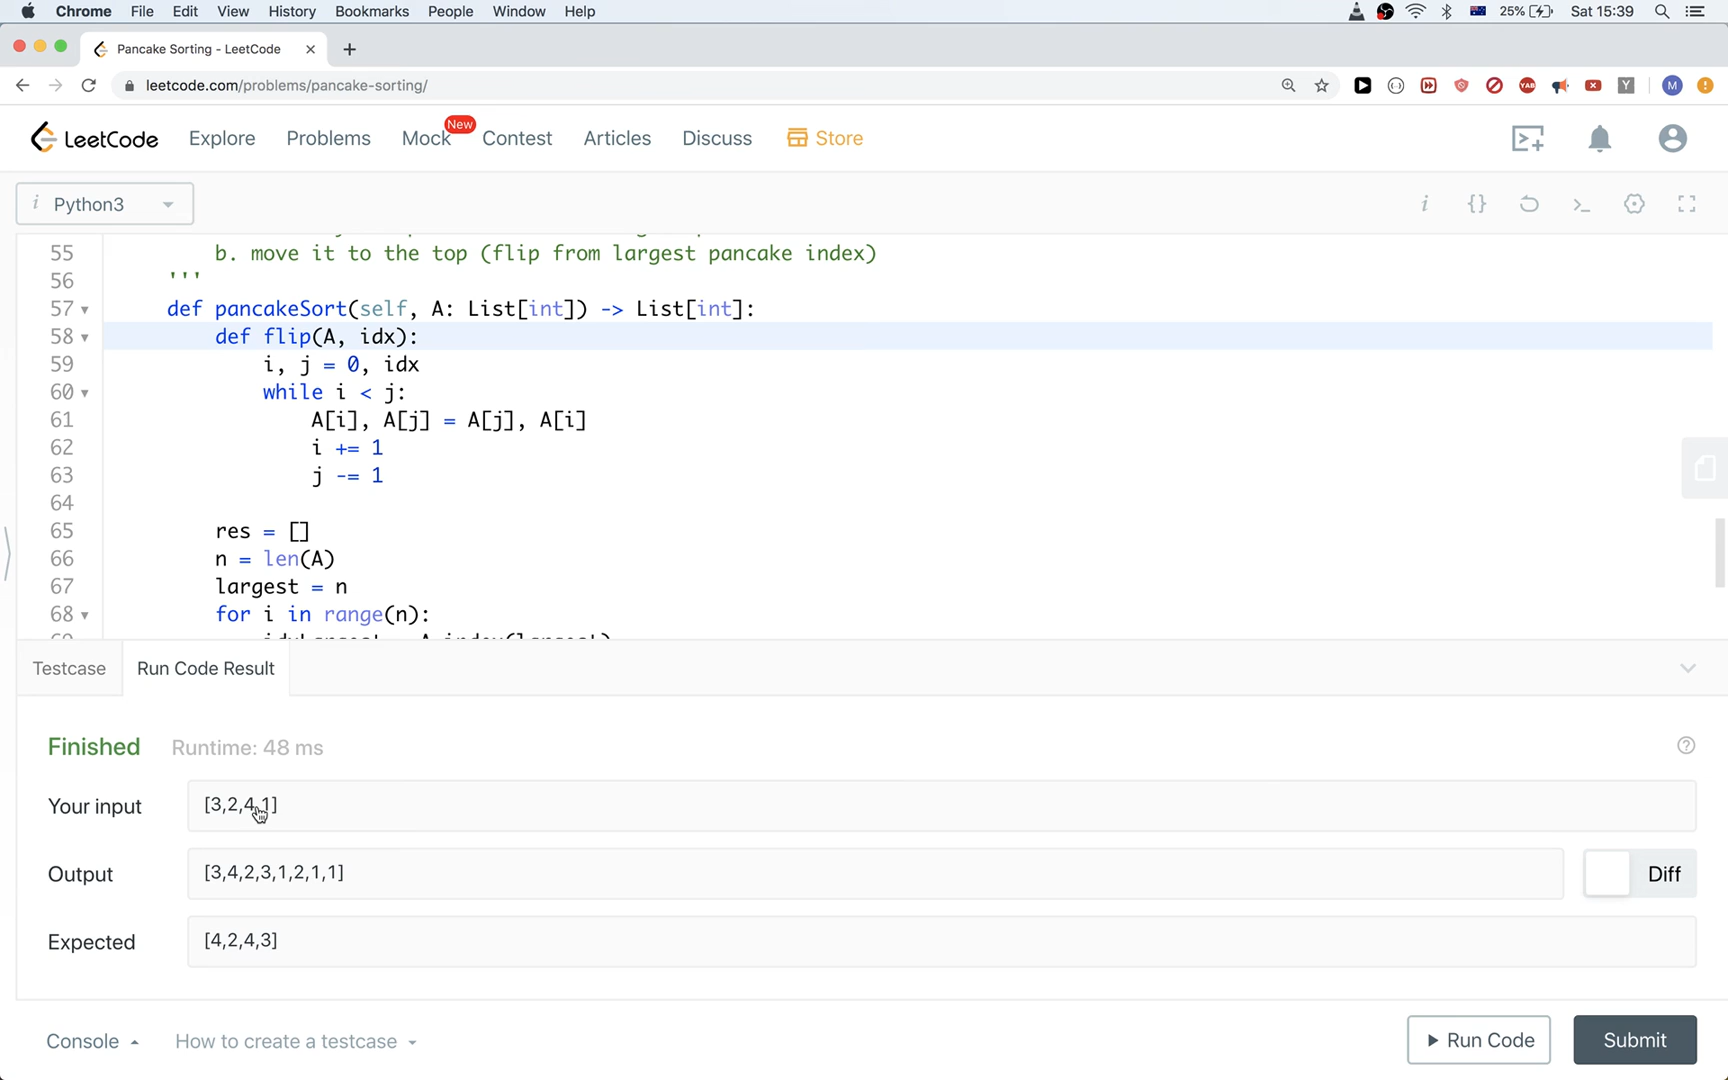 Chrome File Edit View History Bookmarks People Window Help 25% Sat 15:39
Pancake Sorting - LeetCode
leetcode.com/problems/pancake-sorting/
LeetCode Explore Problems Mock New Contest Articles Discuss Store
i Python3
55 b. move it to the top (flip from largest pancake index)
56 '''
57 def pancakeSort(self, A: List[int]) -> List[int]:
58 def flip(A, idx):
59 i, j = 0, idx
60 while i < j:
61 A[i], A[j] = A[j], A[i]
62 i += 1
63 j -= 1
64
65 res = []
66 n = len(A)
67 largest = n
68 for i in range(n):
Testcase Run Code Result
Finished Runtime: 48 ms
Your input [3,2,4,1]
Output [3,4,2,3,1,2,1,1] Diff
Expected [4,2,4,3]
Console How to create a testcase Run Code Submit